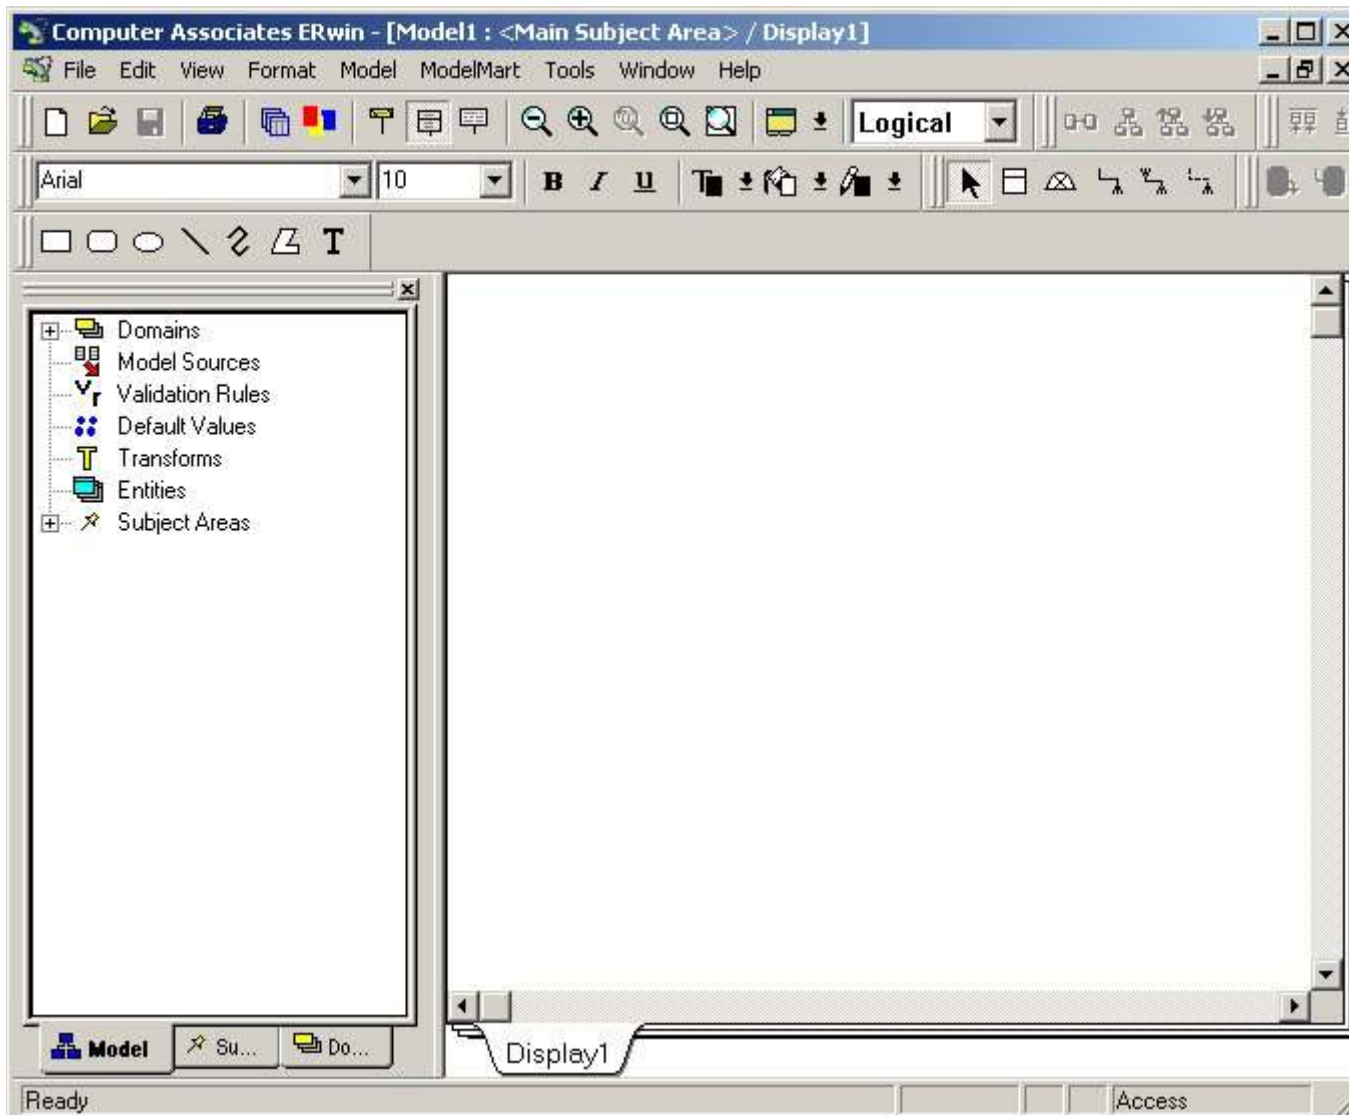 Computer Associates ERwin - [Model1 : <Main Subject Area> / Display1]
File Edit View Format Model ModelMart Tools Window Help
Logical
Arial 10 B I U T
T
Domains
Model Sources
Validation Rules
Default Values
Transforms
Entities
Subject Areas
Model Su... Do...
Display1
Ready Access